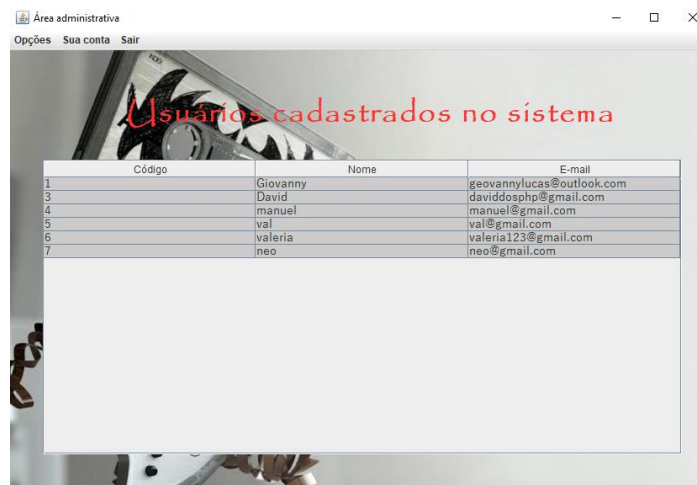 Área administrativa
Opções Sua conta Sair
INDEX
Usuários cadastrados no sistema
Código Nome E-mail
1 Giovanny geovannylucas@outlook.com
3 David daviddosphp@gmail.com
4 manuel manuel@gmail.com
5 val val@gmail.com
6 valeria valeria123@gmail.com
7 neo neo@gmail.com